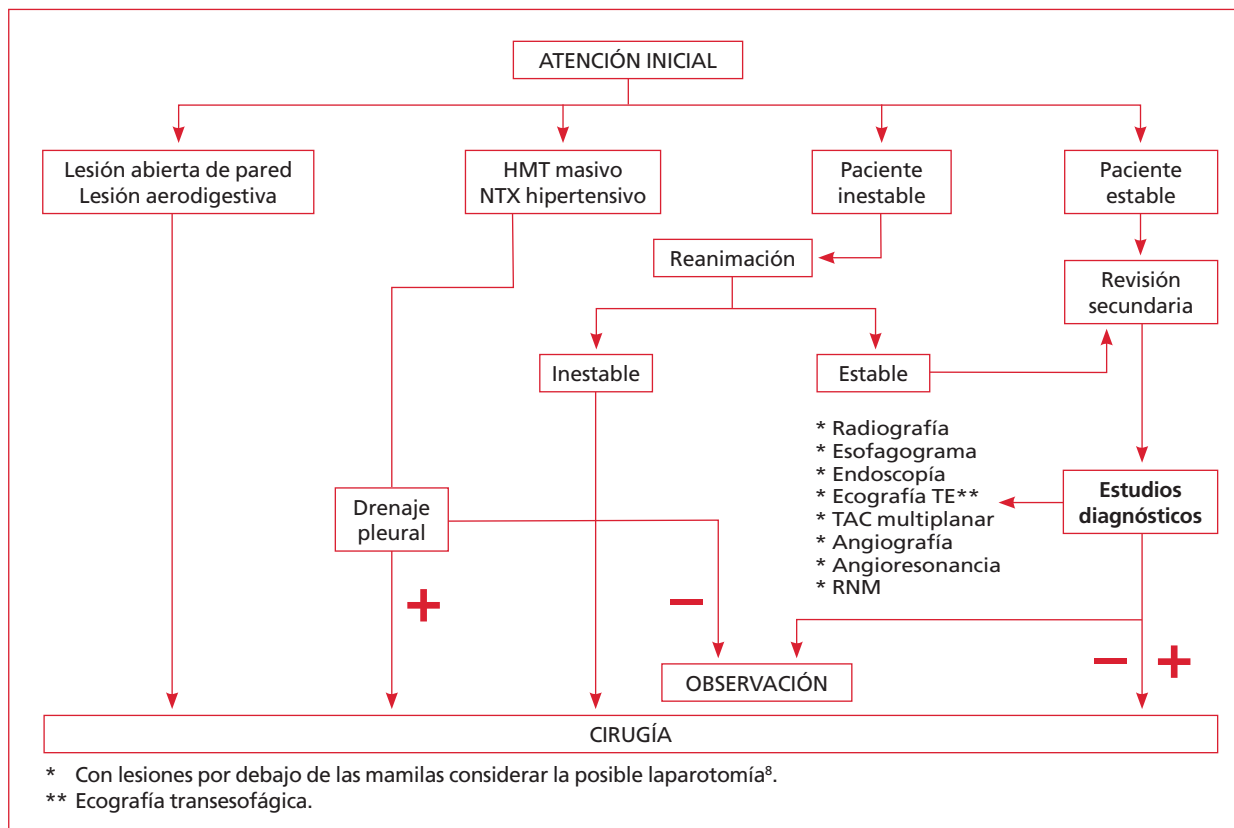 ATENCIÓN INICIAL
Lesión abierta de pared
Lesión aerodigestiva
HMT masivo
NTX hipertensivo
Paciente
inestable
Paciente
estable
Reanimación
Revisión
secundaria
Inestable
Estable
* Radiografía
* Esofagograma
* Endoscopía
* Ecografía TE**
* TAC multiplanar
* Angiografía
* Angioresonancia
* RNM
Estudios
diagnósticos
Drenaje
pleural
+
−
− +
OBSERVACIÓN
CIRUGÍA
* Con lesiones por debajo de las mamilas considerar la posible laparotomía⁸.
** Ecografía transesofágica.